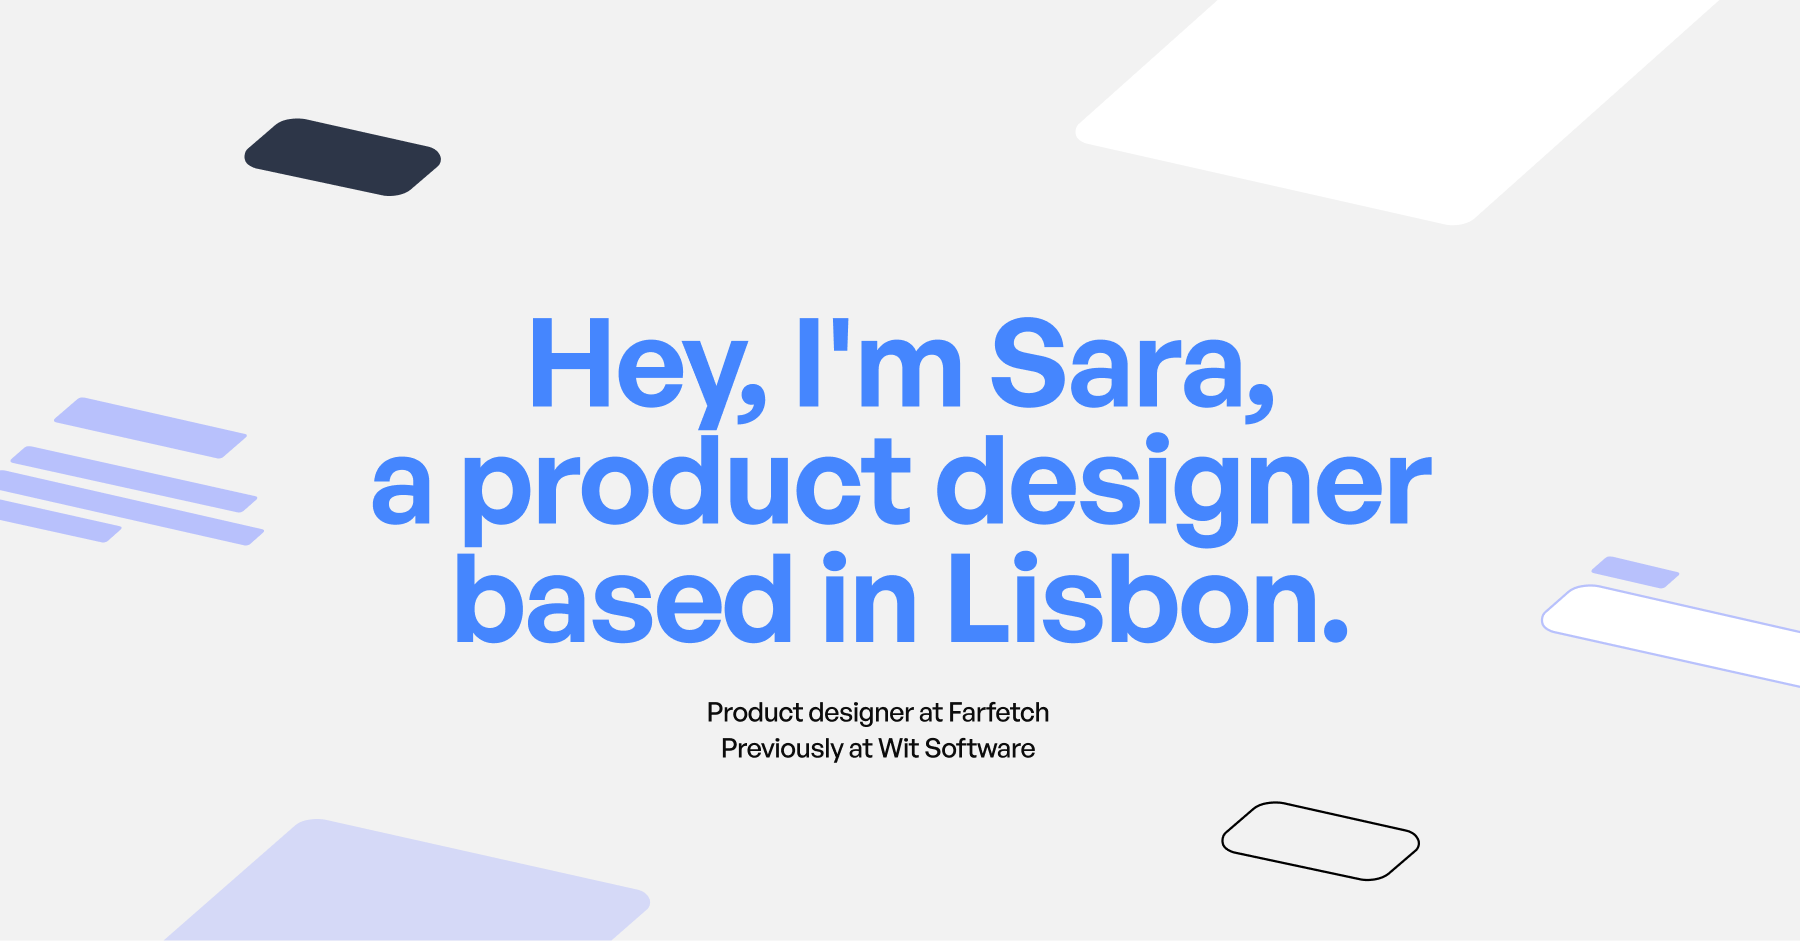 Hey, I'm Sara,
a product designer
based in Lisbon.
Product designer at Farfetch
Previously at Wit Software